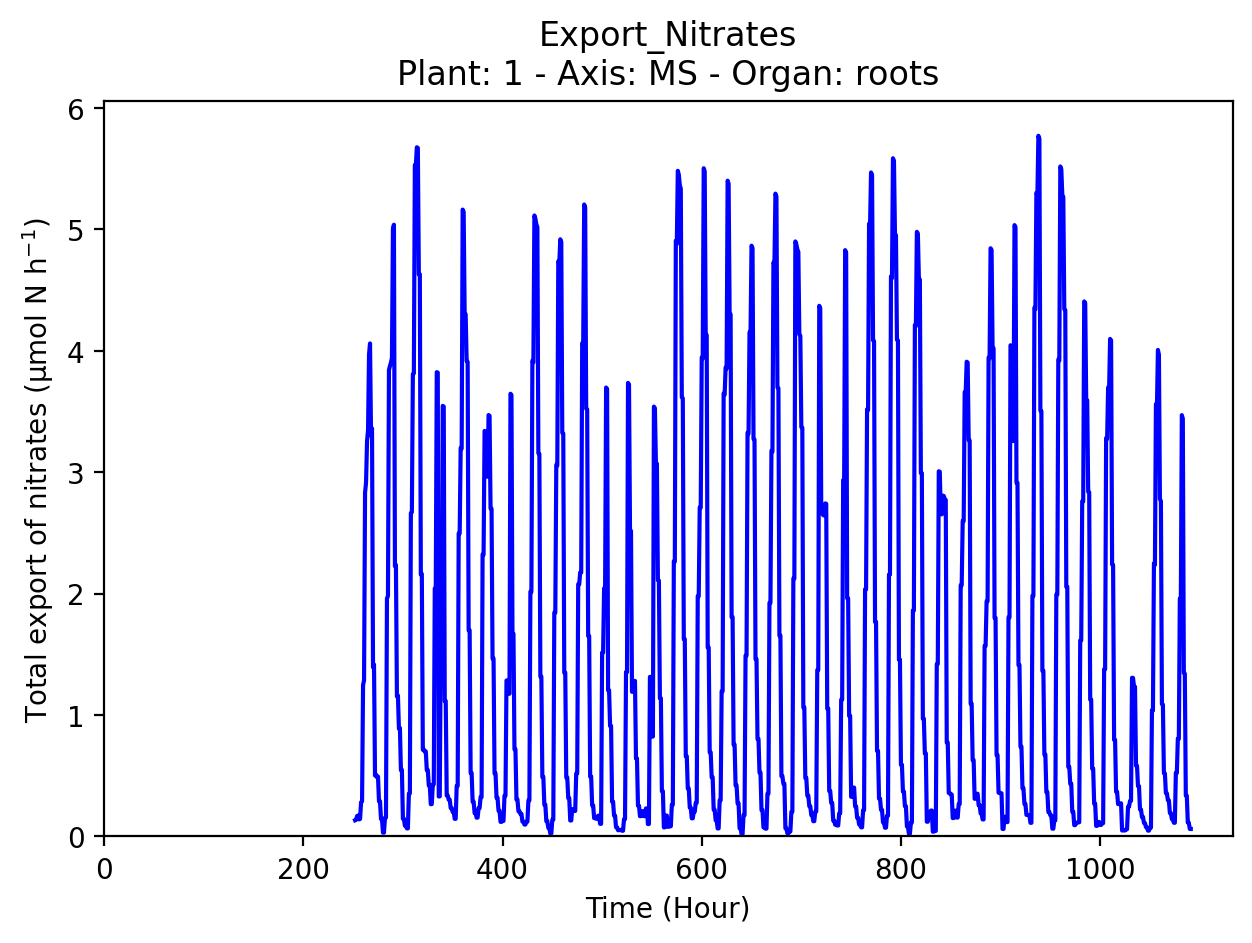 Export_Nitrates
Plant: 1 - Axis: MS - Organ: roots
Total export of nitrates (µmol N h⁻¹)
6
5
4
3
2
1
0
0 200 400 600 800 1000
Time (Hour)